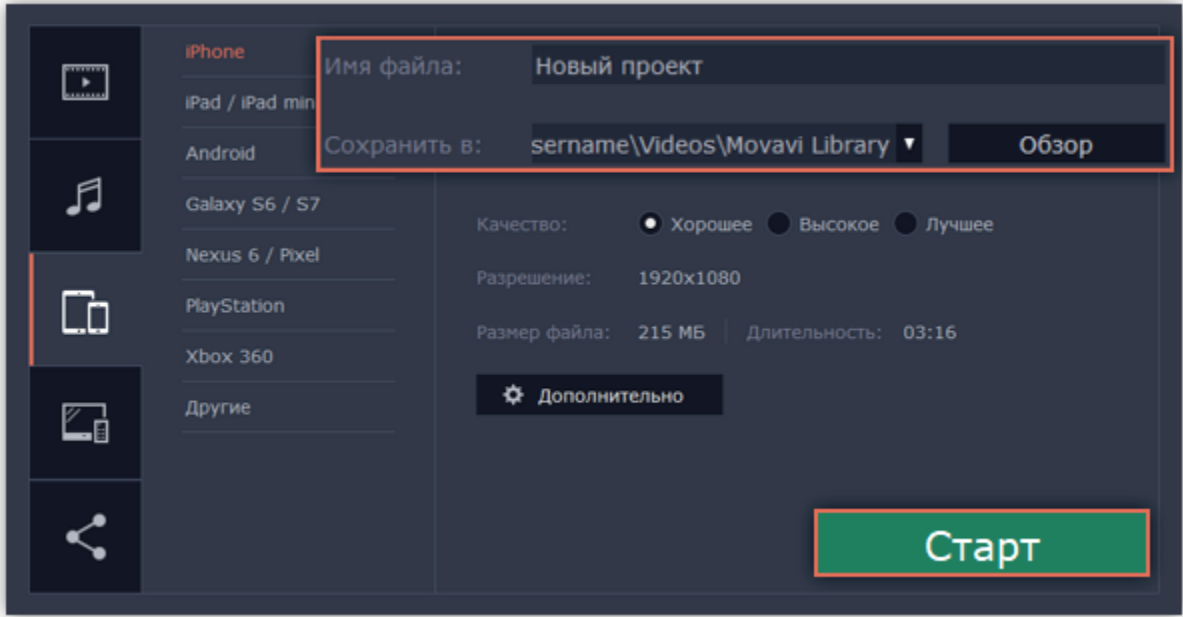 iPhone
iPad / iPad min
Android
Galaxy S6 / S7
Nexus 6 / Pixel
PlayStation
Xbox 360
Другие
Имя файла: Новый проект
Сохранить в: sername\Videos\Movavi Library Обзор
Качество: Хорошее Высокое Лучшее
Разрешение: 1920x1080
Размер файла: 215 МБ Длительность: 03:16
Дополнительно
Старт